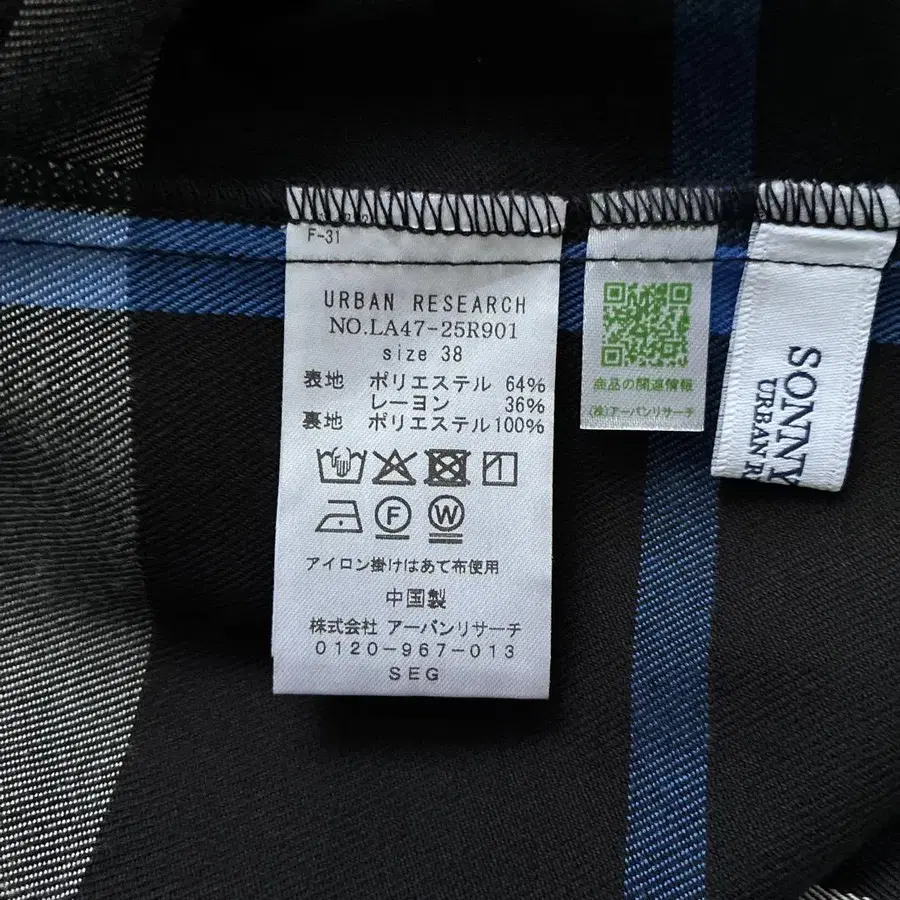 F-31
URBAN RESEARCH
NO.LA47-25R901
size 38
表地 ポリエステル 64%
レーヨン 36%
裏地 ポリエステル 100%
F W
アイロン掛けはあて布使用
中国製
株式会社 アーバンリサーチ
0120-967-013
SEG
商品の関連情報
(株)アーバンリサーチ
SONNY
URBAN R